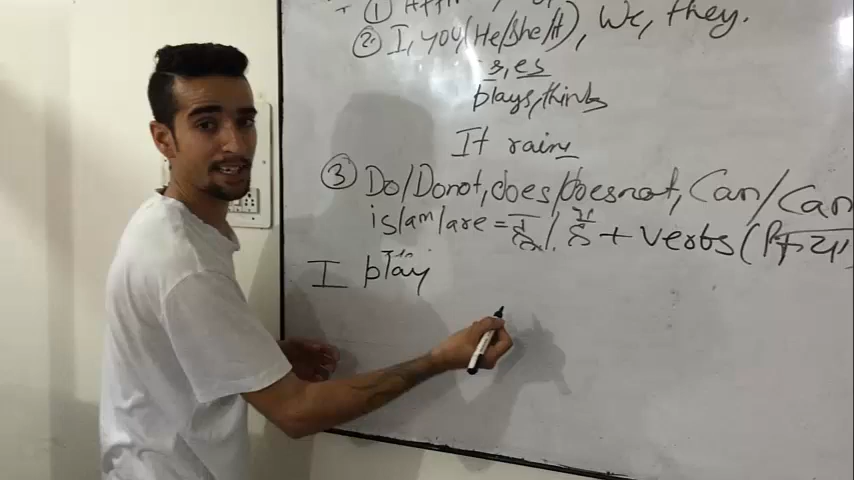 ② I, you, (He/She/It), We, they.
s, es
plays, thinks
It rains
③ Do/Donot, does/doesnot, Can/Can
is/am/are = + verbs (
I play